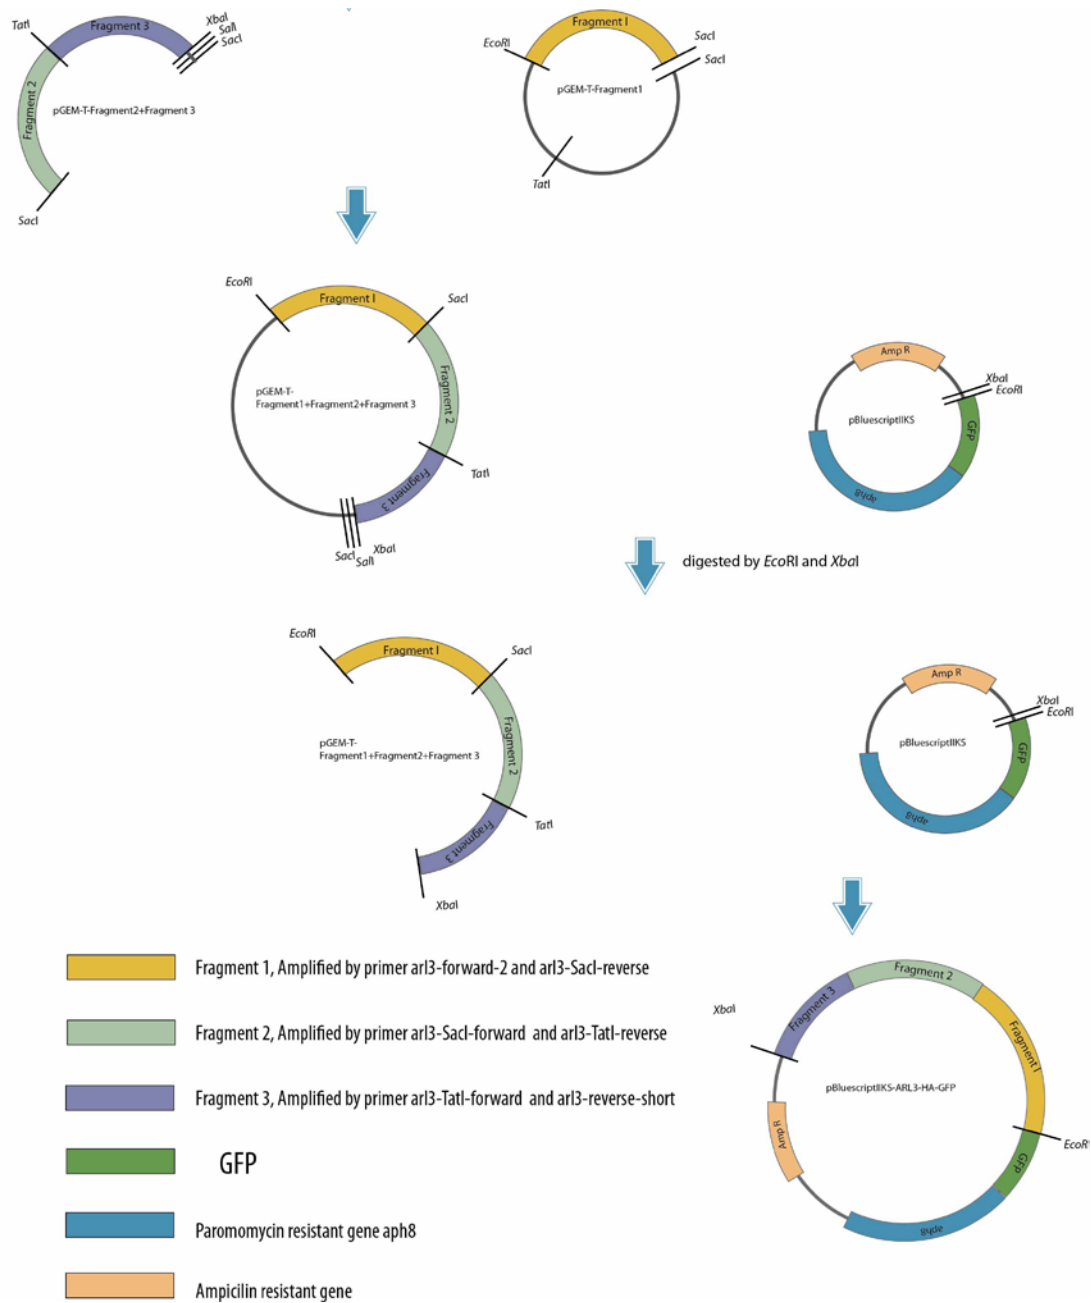 TatI
Fragment 3
XbaI
SalI
SacI
Fragment 2
pGEM-T-Fragment2+Fragment 3
SacI
EcoRI
Fragment I
SacI
SacI
pGEM-T-Fragment1
TatI
EcoRI
Fragment I
SacI
pGEM-T-
Fragment1+Fragment2+Fragment 3
Fragment 2
TatI
Fragment 3
SacI
SalI
XbaI
Amp R
XbaI
EcoRI
pBluescriptIIKS
GFP
aph8
digested by EcoRI and XbaI
EcoRI
Fragment I
SacI
pGEM-T-
Fragment1+Fragment2+Fragment 3
Fragment 2
TatI
Fragment 3
XbaI
Amp R
XbaI
EcoRI
pBluescriptIIKS
GFP
aph8
Fragment 1, Amplified by primer arl3-forward-2 and arl3-SacI-reverse
Fragment 2, Amplified by primer arl3-SacI-forward and arl3-TatI-reverse
Fragment 3, Amplified by primer arl3-TatI-forward and arl3-reverse-short
GFP
Paromomycin resistant gene aph8
Ampicilin resistant gene
XbaI
Fragment 3
Fragment 2
Fragment I
pBluescriptIIKS-ARL3-HA-GFP
Amp R
EcoRI
GFP
aph8